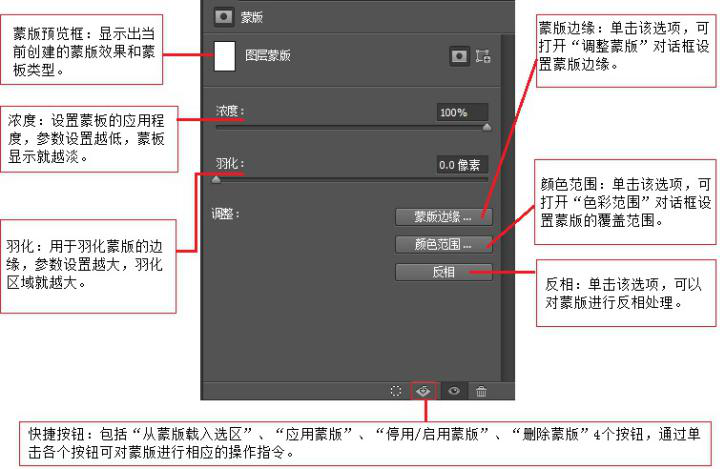 蒙版预览框：显示出当
前创建的蒙版效果和蒙
板类型。
浓度：设置蒙板的应用程
度，参数设置越低，蒙板
显示就越淡。
羽化：用于羽化蒙版的边
缘，参数设置越大，羽化
区域就越大。
蒙版
图层蒙版
浓度：
100%
羽化：
0.0 像素
调整：
蒙版边缘...
颜色范围...
反相
蒙版边缘：单击该选项，可
打开“调整蒙版”对话框设
置蒙版边缘。
颜色范围：单击该选项，可
打开“色彩范围”对话框设
置蒙版的覆盖范围。
反相：单击该选项，可以
对蒙版进行反相处理。
快捷按钮：包括“从蒙版载入选区”、“应用蒙版”、“停用/启用蒙版”、“删除蒙版”4个按钮，通过单
击各个按钮可对蒙版进行相应的操作指令。